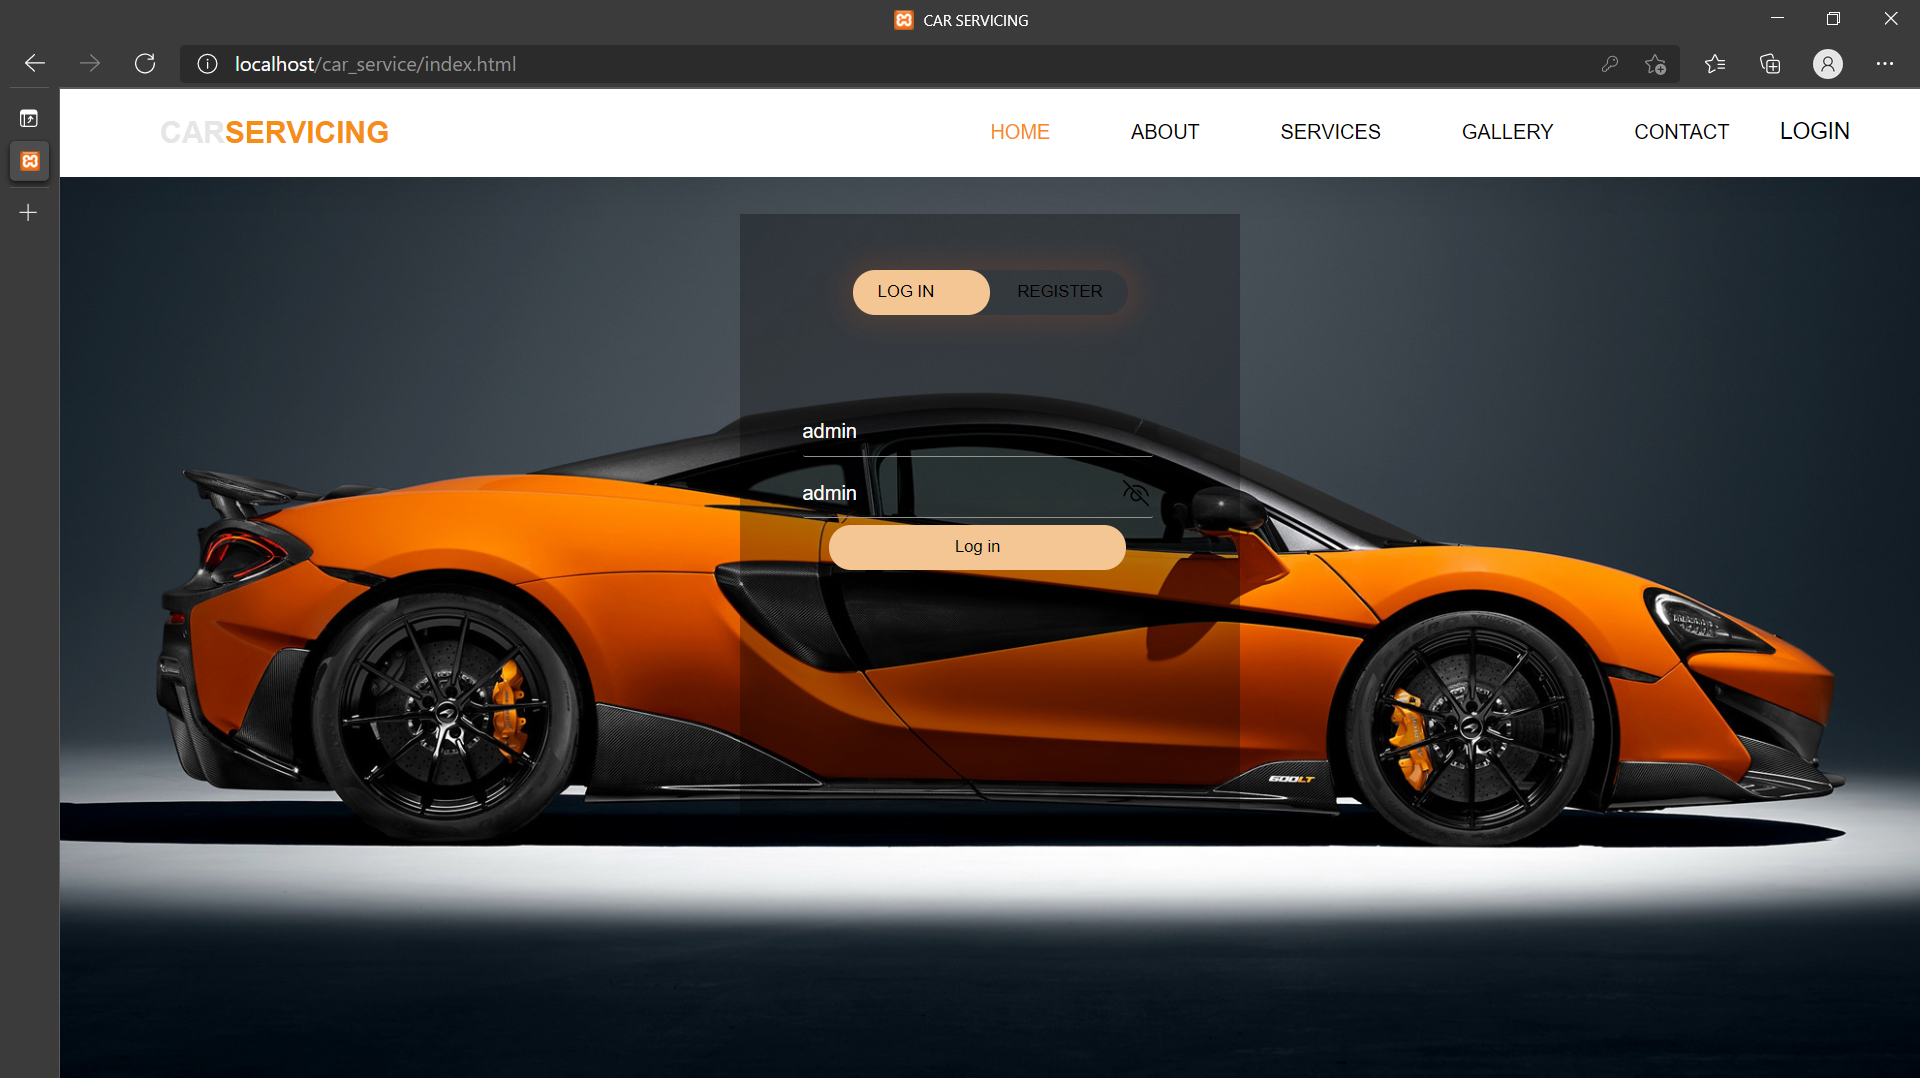 CAR SERVICING
localhost/car_service/index.html
CARSERVICING
HOME ABOUT SERVICES GALLERY CONTACT LOGIN
LOG IN REGISTER
admin
admin
Log in
600LT